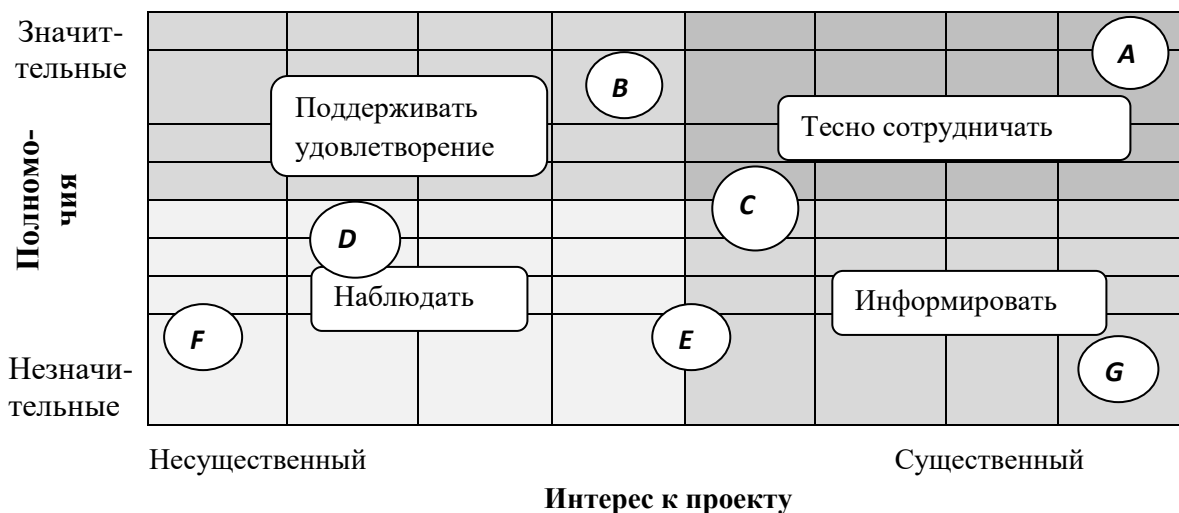 Значит-
тельные
A
B
Поддерживать
удовлетворение
Тесно сотрудничать
Полномо-
чия
C
D
Наблюдать
Информировать
F
E
G
Незначи-
тельные
Несущественный
Существенный
Интерес к проекту